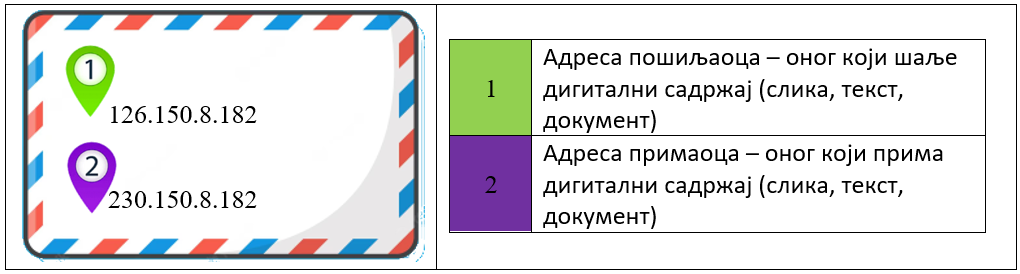 1
126.150.8.182
2
230.150.8.182
1
Адреса пошиљаоца – оног који шаље
дигитални садржај (слика, текст,
документ)
2
Адреса примаоца – оног који прима
дигитални садржај (слика, текст,
документ)